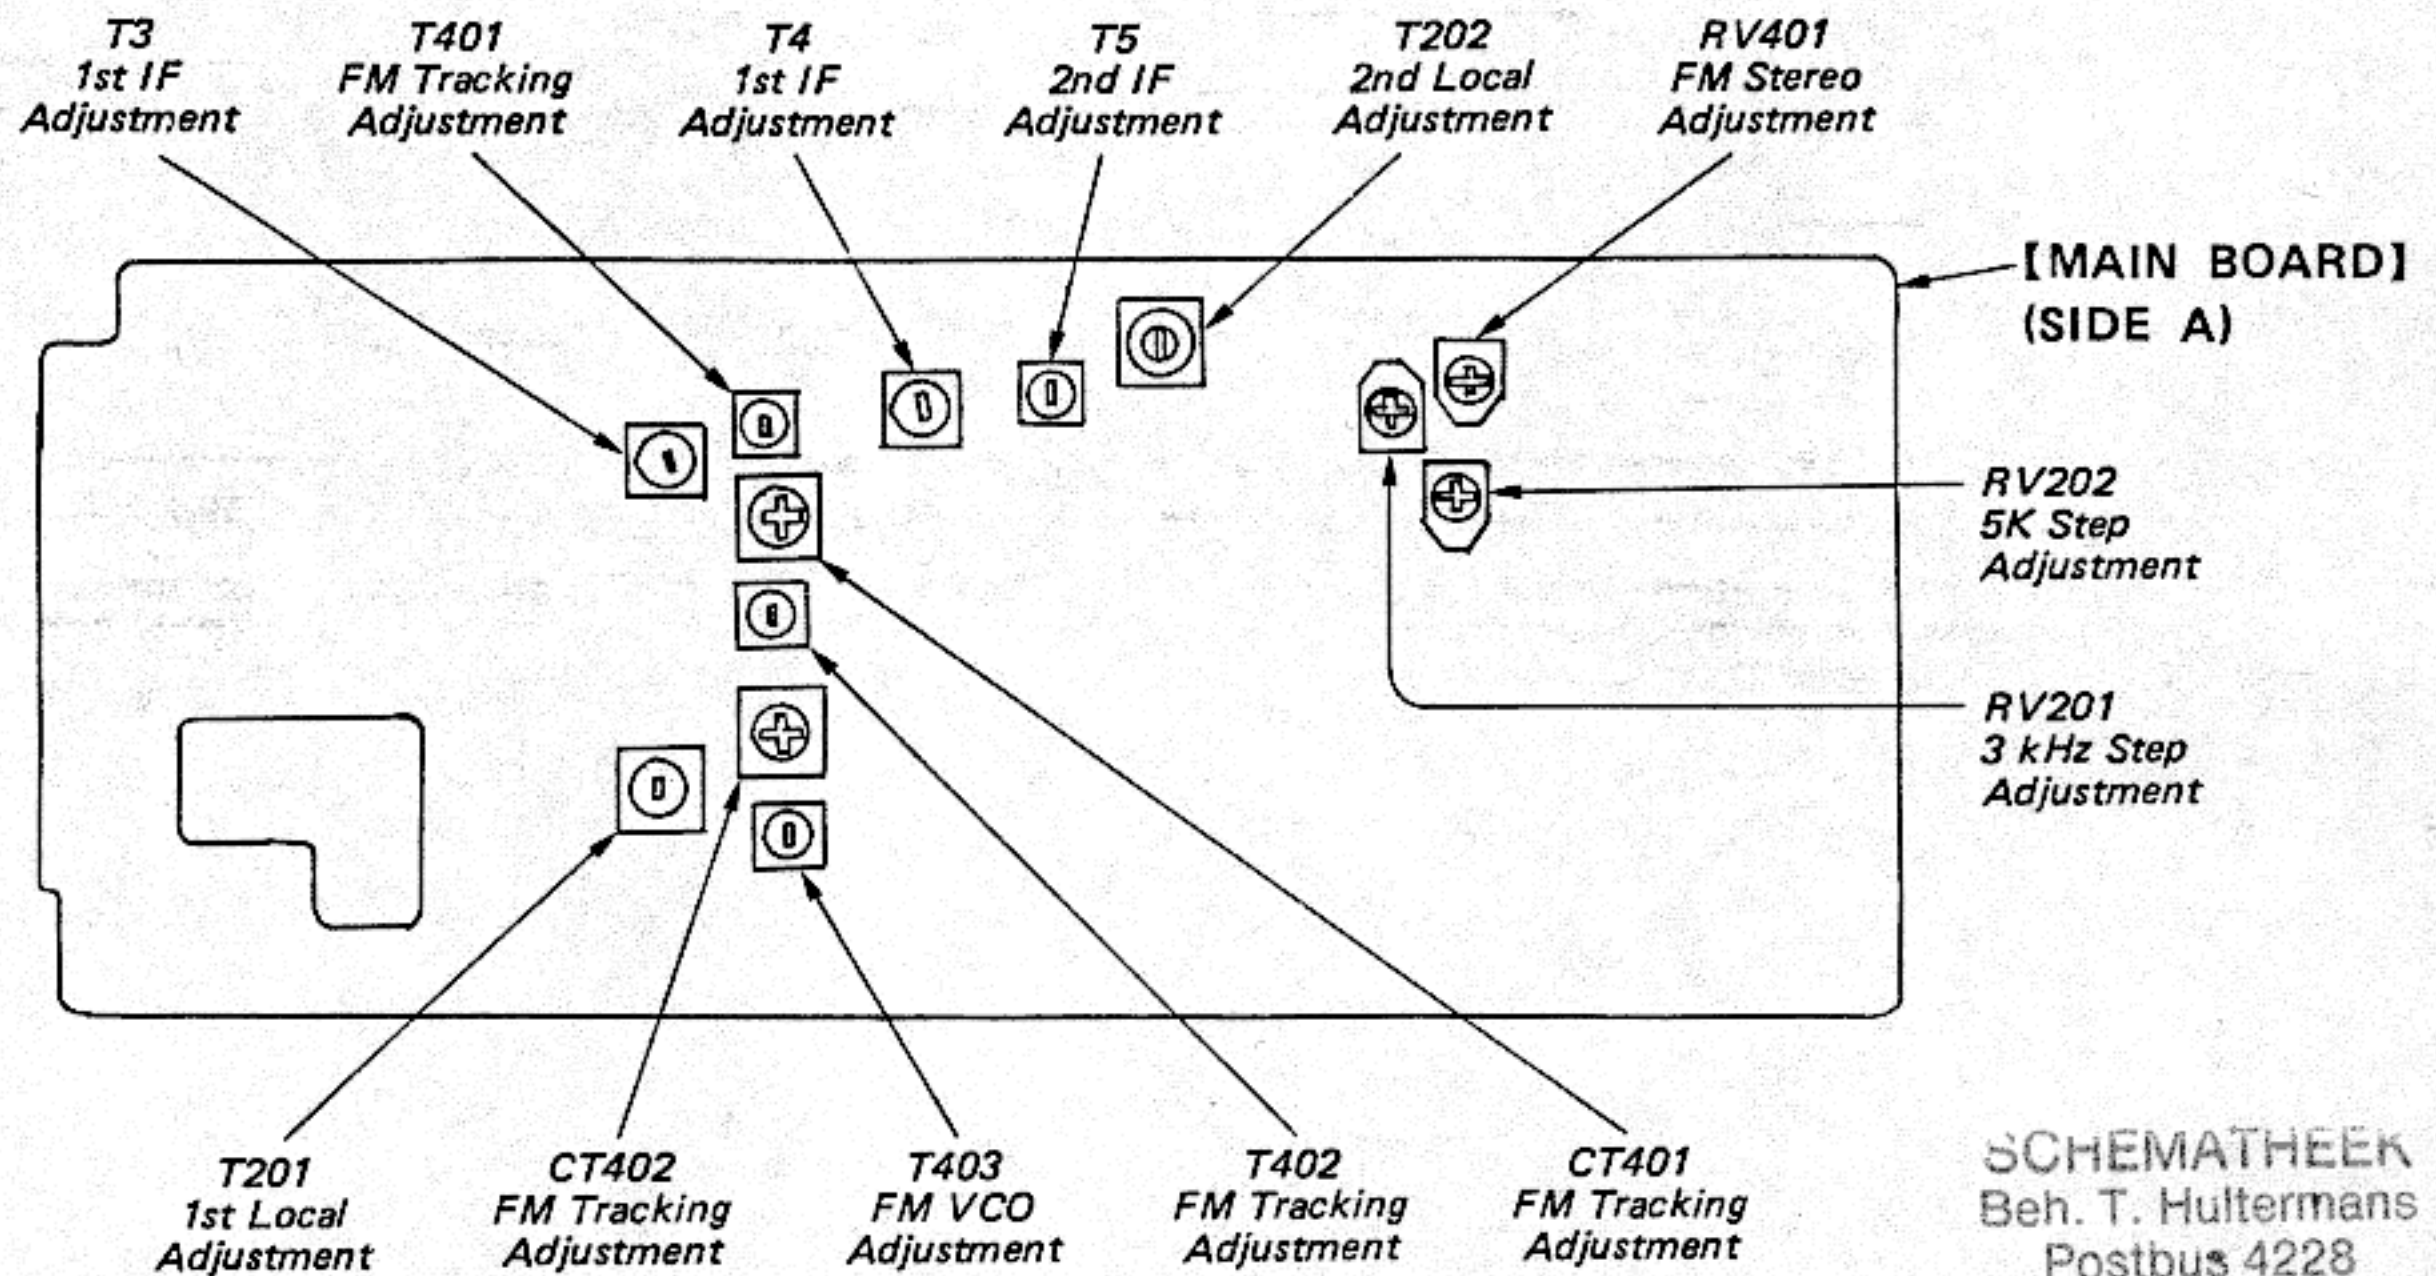 T3
1st IF
Adjustment
T401
FM Tracking
Adjustment
T4
1st IF
Adjustment
T5
2nd IF
Adjustment
T202
2nd Local
Adjustment
RV401
FM Stereo
Adjustment
【MAIN BOARD】
(SIDE A)
RV202
5K Step
Adjustment
RV201
3 kHz Step
Adjustment
T201
1st Local
Adjustment
CT402
FM Tracking
Adjustment
T403
FM VCO
Adjustment
T402
FM Tracking
Adjustment
CT401
FM Tracking
Adjustment
SCHEMATHEEK
Beh. T. Hultermans
Postbus 4228